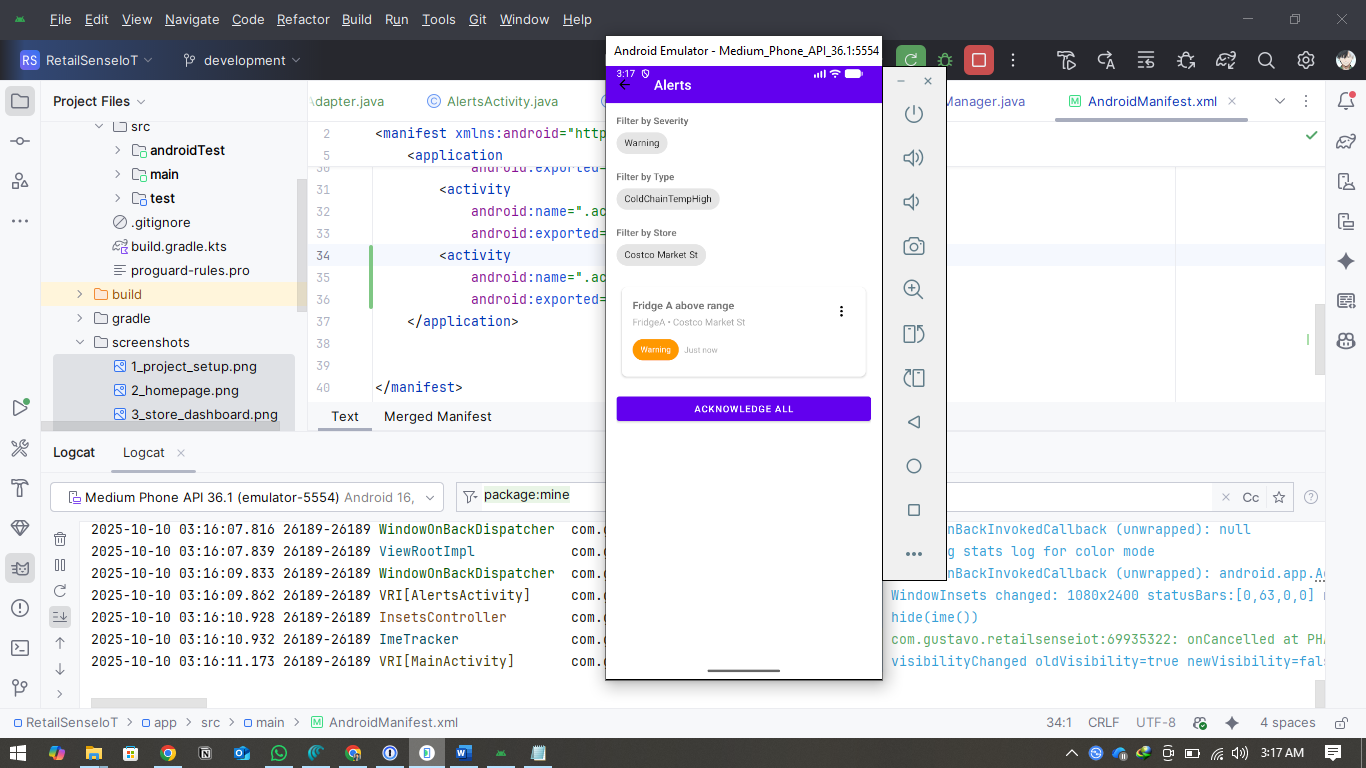 File Edit View Navigate Code Refactor Build Run Tools Git Window Help
RS RetailSenseIoT development
Project Files
src
androidTest
main
test
.gitignore
build.gradle.kts
proguard-rules.pro
build
gradle
screenshots
1_project_setup.png
2_homepage.png
3_store_dashboard.png
dapter.java AlertsActivity.java Manager.java AndroidManifest.xml
2 <manifest xmlns:android="http
5 <application
30 android:exported=
31 <activity
32 android:name=".ac
33 android:exported=
34 <activity
35 android:name=".ac
36 android:exported=
37 </application>
38
39
40 </manifest>
Text Merged Manifest
Android Emulator - Medium_Phone_API_36.1:5554
3:17
Alerts
Filter by Severity
Warning
Filter by Type
ColdChainTempHigh
Filter by Store
Costco Market St
Fridge A above range
FridgeA • Costco Market St
Warning Just now
ACKNOWLEDGE ALL
Logcat Logcat
Medium Phone API 36.1 (emulator-5554) Android 16, package:mine Cc
2025-10-10 03:16:07.816 26189-26189 WindowOnBackDispatcher com.g nBackInvokedCallback (unwrapped): null
2025-10-10 03:16:07.839 26189-26189 ViewRootImpl com.g g stats log for color mode
2025-10-10 03:16:09.833 26189-26189 WindowOnBackDispatcher com.g nBackInvokedCallback (unwrapped): android.app.A
2025-10-10 03:16:09.862 26189-26189 VRI[AlertsActivity] com.g WindowInsets changed: 1080x2400 statusBars:[0,63,0,0]
2025-10-10 03:16:10.928 26189-26189 InsetsController com.g hide(ime())
2025-10-10 03:16:10.932 26189-26189 ImeTracker com.g com.gustavo.retailsenseiot:69935322: onCancelled at PHA
2025-10-10 03:16:11.173 26189-26189 VRI[MainActivity] com.g visibilityChanged oldVisibility=true newVisibility=fals
RetailSenseIoT > app > src > main > AndroidManifest.xml 34:1 CRLF UTF-8 4 spaces
3:17 AM